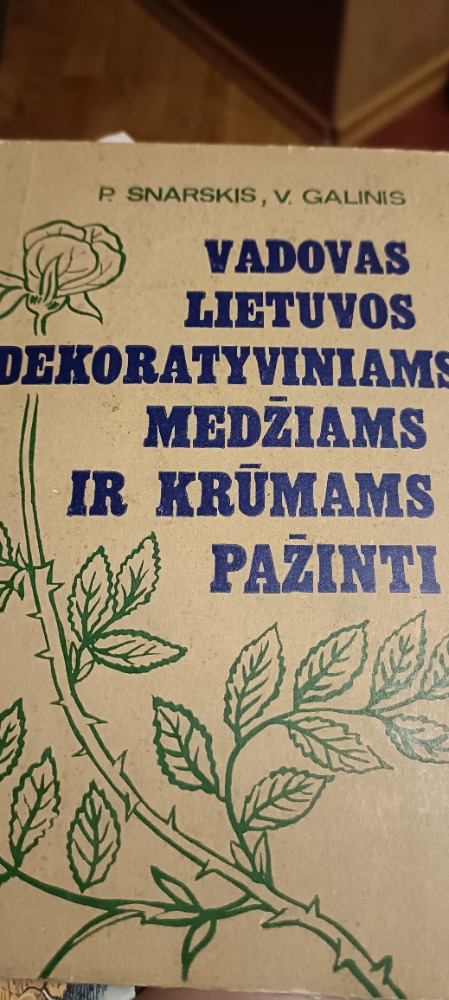 P. SNARSKIS, V. GALINIS
VADOVAS
LIETUVOS
DEKORATYVINIAMS
MEDŽIAMS
IR KRŪMAMS
PAŽINTI